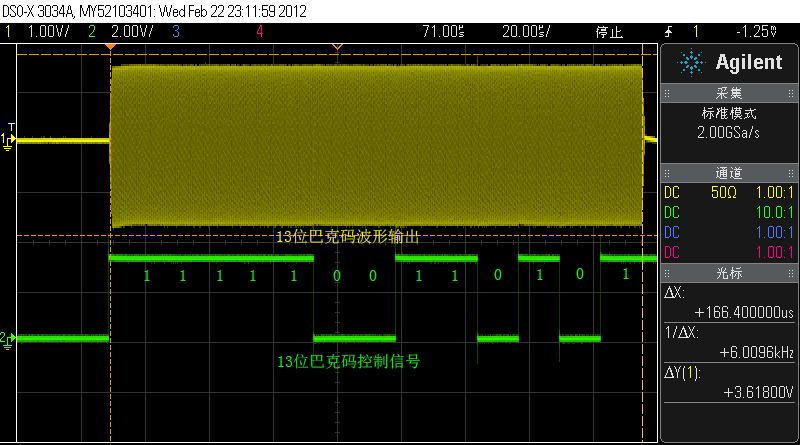 DSO-X 3034A, MY52103401: Wed Feb 22 23:11:59 2012
1 1.00V/ 2 2.00V/ 3 4 71.00us 20.00us/ 停止 1 -1.25V
Agilent
采集
标准模式
2.00GSa/s
通道
DC 50Ω 1.00:1
DC 10.0:1
DC 1.00:1
DC 1.00:1
光标
ΔX:
+166.400000us
1/ΔX:
+6.0096kHz
ΔY(1):
+3.61800V
T
1
13位巴克码波形输出
1 1 1 1 1 0 0 1 1 0 1 0 1
2
13位巴克码控制信号